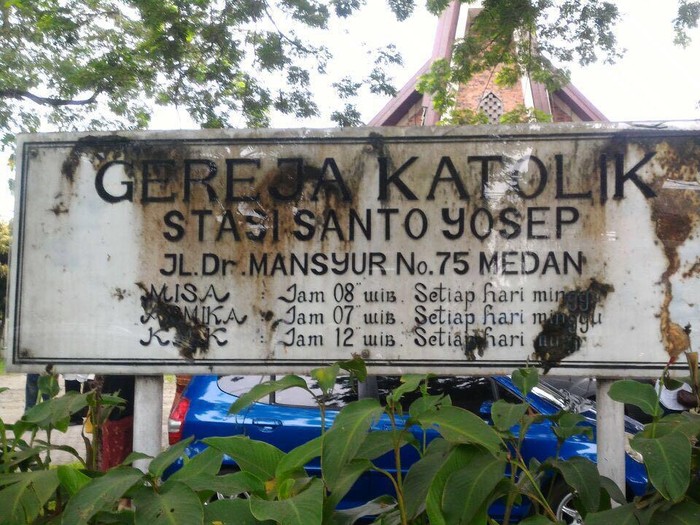 GEREJA KATOLIK
STASI SANTO YOSEP
JL.Dr.MANSYUR No.75 MEDAN
MISA : Jam 08°° WIB. Setiap hari minggu
: Jam 07°° WIB. Setiap hari minggu
: Jam 12°° WIB. Setiap hari